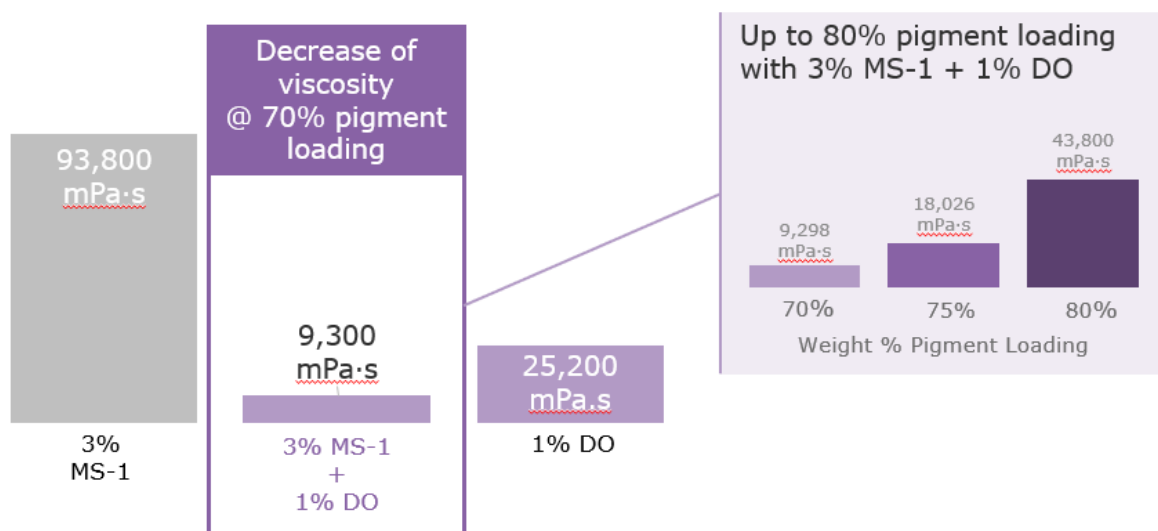 93,800
mPa·s
3%
MS-1
Decrease of
viscosity
@ 70% pigment
loading
9,300
mPa·s
3% MS-1
+
1% DO
25,200
mPa.s
1% DO
Up to 80% pigment loading
with 3% MS-1 + 1% DO
9,298
mPa·s
18,026
mPa·s
43,800
mPa·s
70%
75%
80%
Weight % Pigment Loading